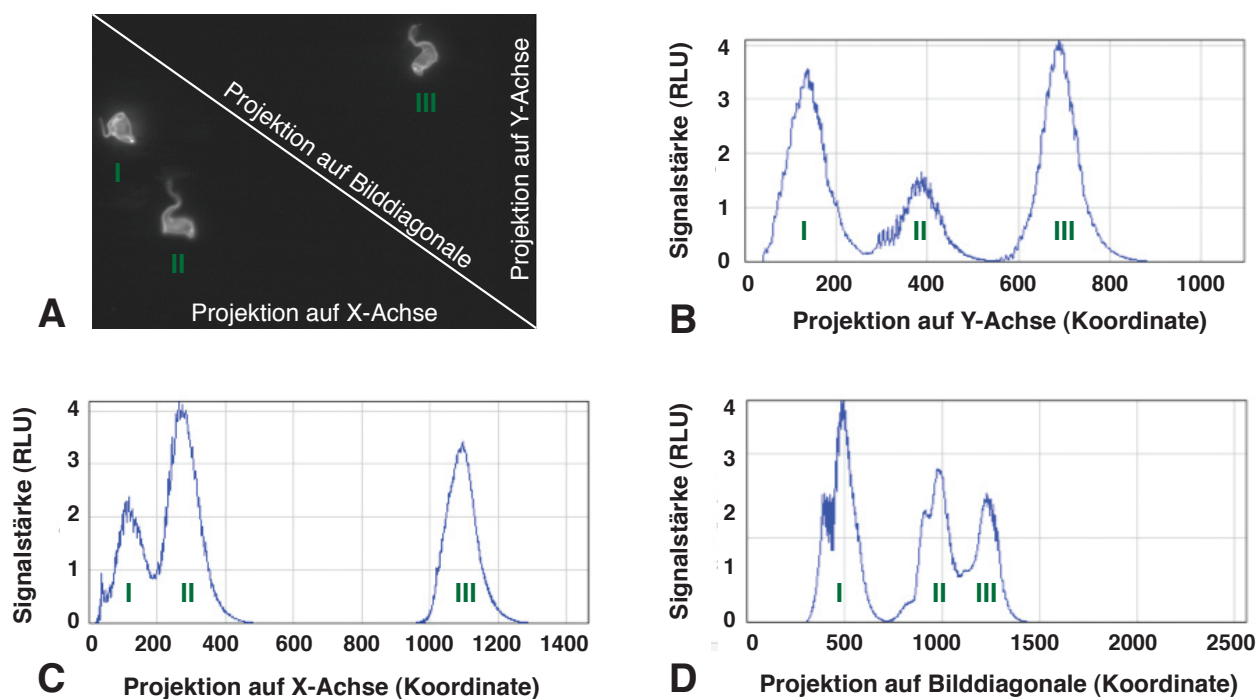 III
I
II
Projektion auf Bilddiagonale
Projektion auf Y-Achse
Projektion auf X-Achse
A
Signalstärke (RLU)
4
3
2
1
0
I
II
III
0 200 400 600 800 1000
Projektion auf Y-Achse (Koordinate)
B
Signalstärke (RLU)
4
3
2
1
0
I
II
III
0 200 400 600 800 1000 1200 1400
Projektion auf X-Achse (Koordinate)
C
Signalstärke (RLU)
4
3
2
1
0
I
II
III
0 500 1000 1500 2000 2500
Projektion auf Bilddiagonale (Koordinate)
D